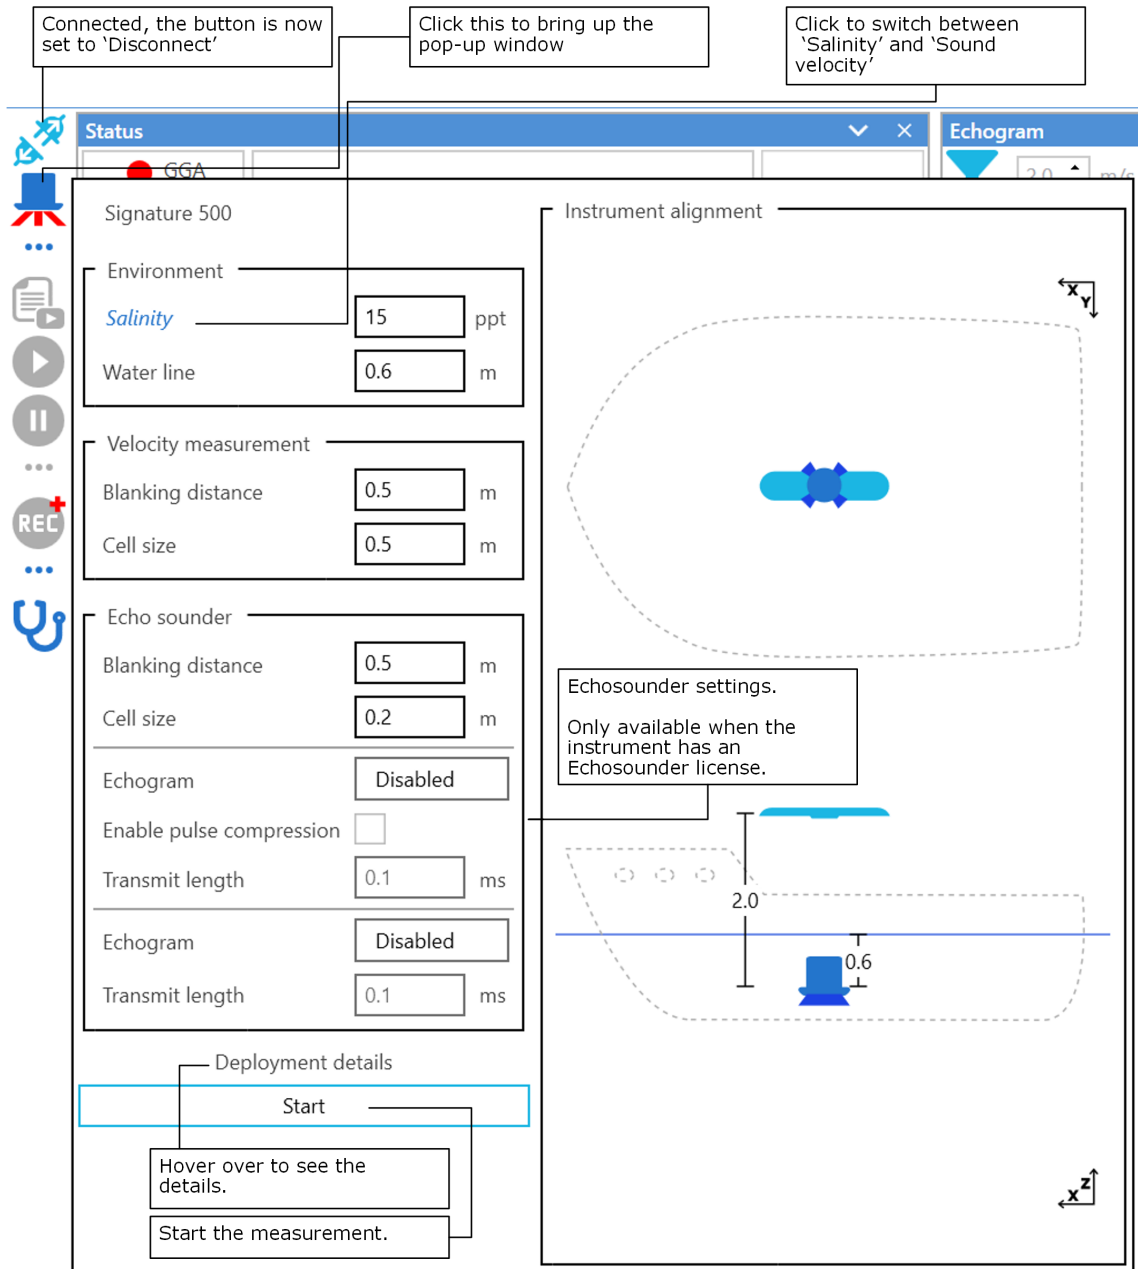 Connected, the button is now
set to ‘Disconnect’
Click this to bring up the
pop-up window
Click to switch between
‘Salinity’ and ‘Sound
velocity’
Status
Echogram
GGA
2.0
m/s
Signature 500
Instrument alignment
Environment
X
Y
Salinity
15
ppt
Water line
0.6
m
Velocity measurement
Blanking distance
0.5
m
Cell size
0.5
m
REC
Echo sounder
Blanking distance
0.5
m
Cell size
0.2
m
Echosounder settings.
Only available when the
instrument has an
Echosounder license.
Echogram
Disabled
Enable pulse compression
Transmit length
0.1
ms
Echogram
Disabled
Transmit length
0.1
ms
2.0
0.6
Deployment details
Start
Hover over to see the
details.
Start the measurement.
X
Z